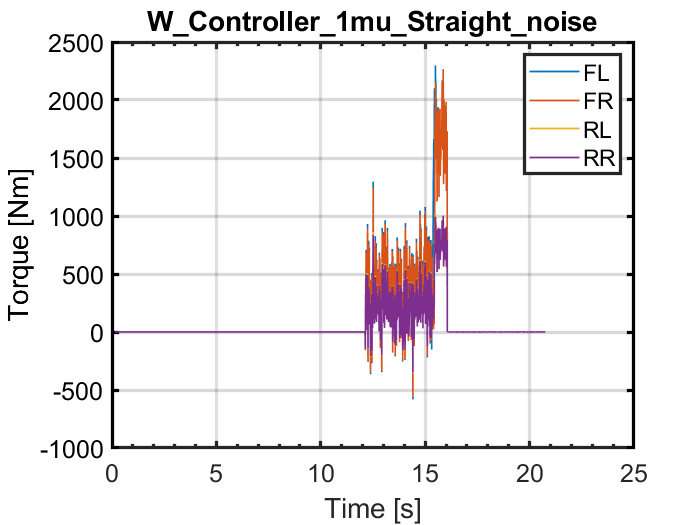 W_Controller_1mu_Straight_noise
2500
2000
1500
1000
500
0
-500
-1000
Torque [Nm]
FL
FR
RL
RR
0 5 10 15 20 25
Time [s]